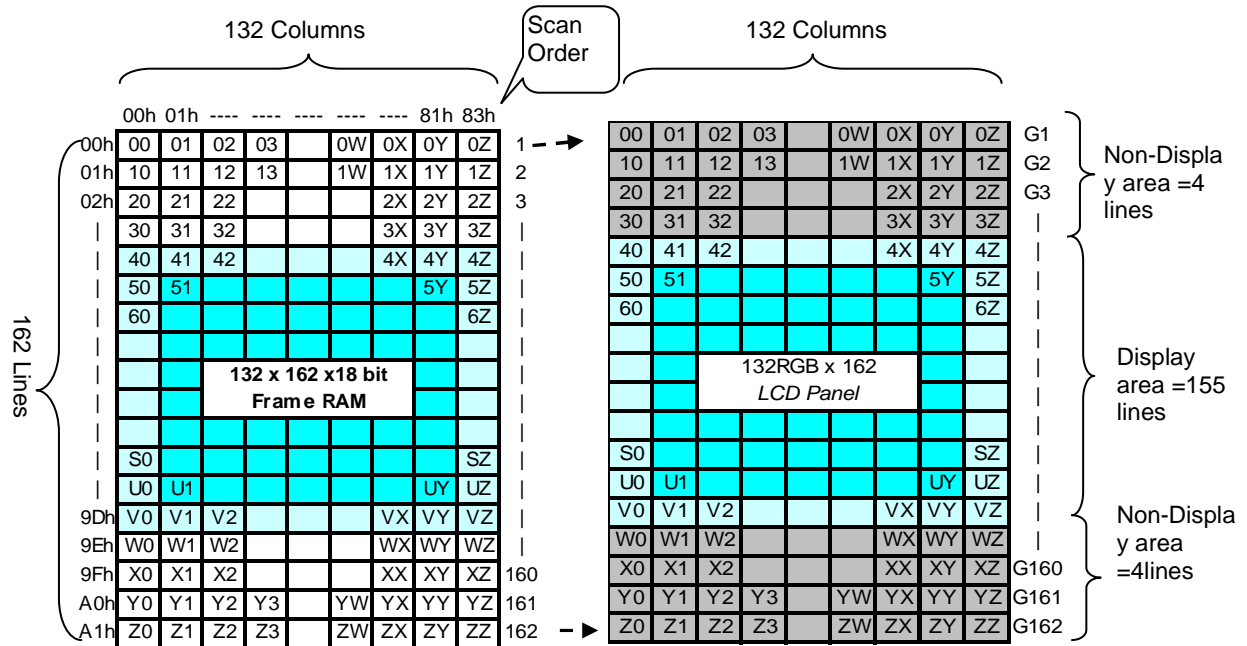 132 Columns
Scan
Order
132 Columns
00h 01h ---- ---- ---- ---- ---- 81h 83h
00h 00 01 02 03 0W 0X 0Y 0Z 1
01h 10 11 12 13 1W 1X 1Y 1Z 2
02h 20 21 22 2X 2Y 2Z 3
30 31 32 3X 3Y 3Z
40 41 42 4X 4Y 4Z
50 51 5Y 5Z
60 6Z
132 x 162 x18 bit
Frame RAM
S0 SZ
U0 U1 UY UZ
9Dh V0 V1 V2 VX VY VZ
9Eh W0 W1 W2 WX WY WZ
9Fh X0 X1 X2 XX XY XZ 160
A0h Y0 Y1 Y2 Y3 YW YX YY YZ 161
A1h Z0 Z1 Z2 Z3 ZW ZX ZY ZZ 162
162 Lines
00 01 02 03 0W 0X 0Y 0Z G1
10 11 12 13 1W 1X 1Y 1Z G2
20 21 22 2X 2Y 2Z G3
30 31 32 3X 3Y 3Z
40 41 42 4X 4Y 4Z
50 51 5Y 5Z
60 6Z
132RGB x 162
LCD Panel
S0 SZ
U0 U1 UY UZ
V0 V1 V2 VX VY VZ
W0 W1 W2 WX WY WZ
X0 X1 X2 XX XY XZ G160
Y0 Y1 Y2 Y3 YW YX YY YZ G161
Z0 Z1 Z2 Z3 ZW ZX ZY ZZ G162
Non-Displa
y area =4
lines
Display
area =155
lines
Non-Displa
y area
=4lines